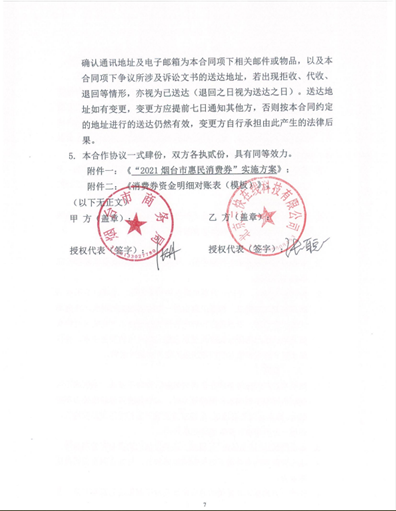 确认通讯地址及电子邮箱为本合同项下相关邮件或物品，以及本
合同项下争议所涉及诉讼文书的送达地址，若出现拒收、代收、
退回等情形，亦视为已送达（退回之日视为送达之日）。送达地
址如有变更，变更方应提前七日通知其他方，否则按本合同约定
的地址进行的送达仍然有效，变更方自行承担由此产生的法律后
果。
5. 本合作协议一式肆份，双方各执贰份，具有同等效力。
附件一：《“2021 烟台市惠民消费券”实施方案》；
附件二：《消费券资金明细对账表（模板）》；
（以下无正文）
甲 方（盖章）： 乙 方（盖章）：
烟台市商务局
授权代表（签字）： 授权代表（签字）：
7